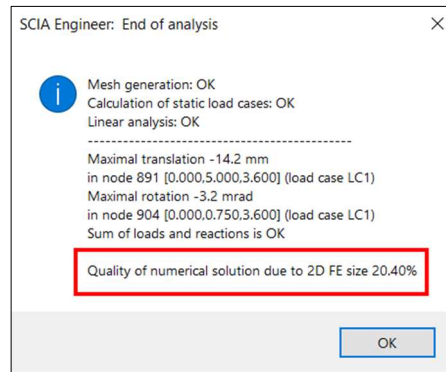 SCIA Engineer: End of analysis
Mesh generation: OK
Calculation of static load cases: OK
Linear analysis: OK
--------------------------------------------
Maximal translation -14.2 mm
in node 891 [0.000,5.000,3.600] (load case LC1)
Maximal rotation -3.2 mrad
in node 904 [0.000,0.750,3.600] (load case LC1)
Sum of loads and reactions is OK
Quality of numerical solution due to 2D FE size 20.40%
OK